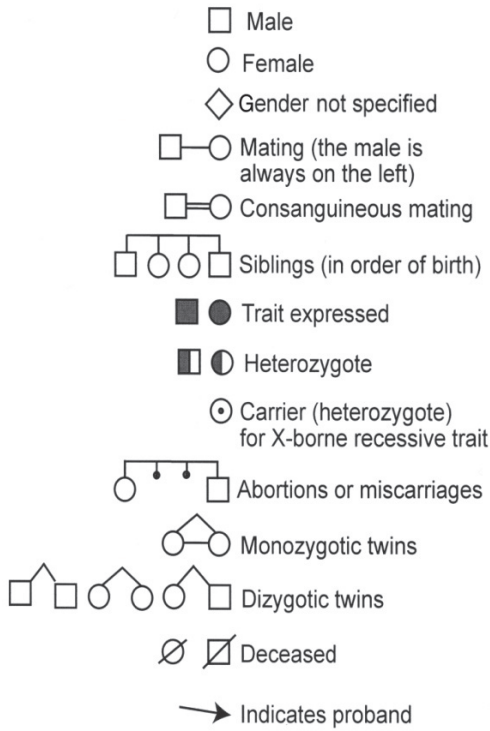 Male
Female
Gender not specified
Mating (the male is
always on the left)
Consanguineous mating
Siblings (in order of birth)
Trait expressed
Heterozygote
Carrier (heterozygote)
for X-borne recessive trait
Abortions or miscarriages
Monozygotic twins
Dizygotic twins
Deceased
Indicates proband